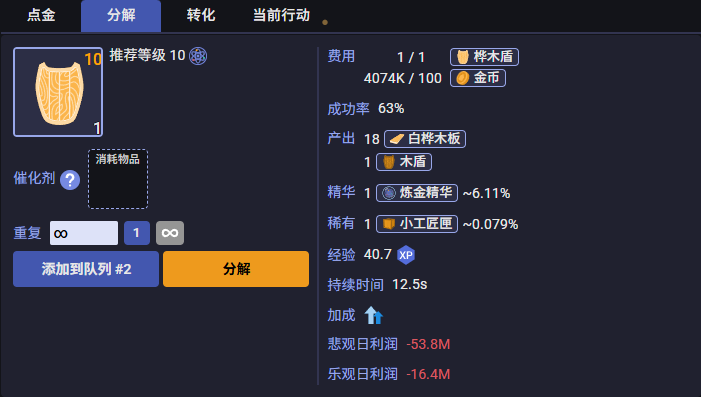 点金 分解 转化 当前行动
10 推荐等级 10
1
催化剂 ? 消耗物品
重复 ∞ 1 ∞
添加到队列 #2 分解
费用 1 / 1 桦木盾
4074K / 100 金币
成功率 63%
产出 18 白桦木板
1 木盾
精华 1 炼金精华 ~6.11%
稀有 1 小工匠匣 ~0.079%
经验 40.7 XP
持续时间 12.5s
加成
悲观日利润 -53.8M
乐观日利润 -16.4M